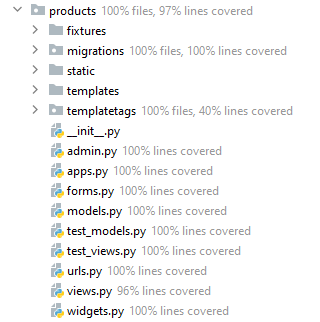 products 100% files, 97% lines covered
fixtures
migrations 100% files, 100% lines covered
static
templates
templatetags 100% files, 40% lines covered
__init__.py
admin.py 100% lines covered
apps.py 100% lines covered
forms.py 100% lines covered
models.py 100% lines covered
test_models.py 100% lines covered
test_views.py 100% lines covered
urls.py 100% lines covered
views.py 96% lines covered
widgets.py 100% lines covered